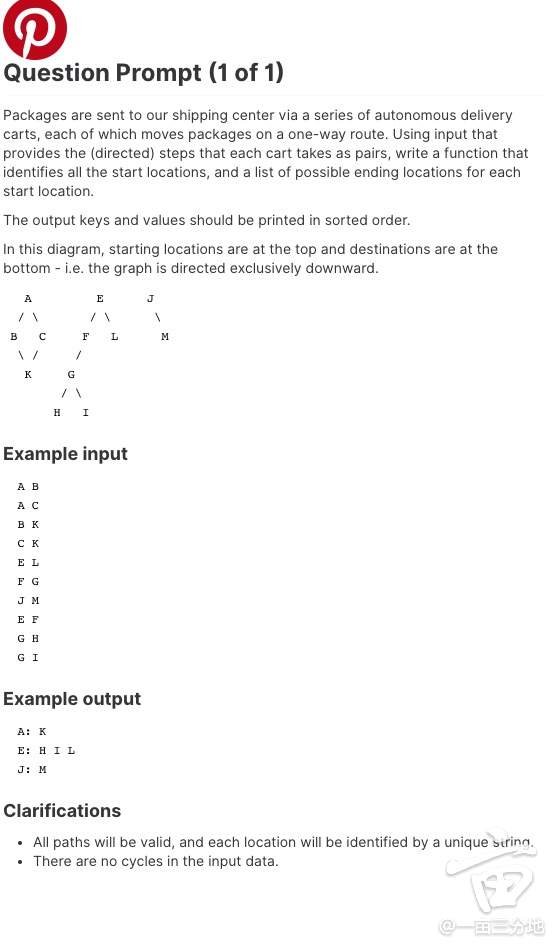 Question Prompt (1 of 1)
Packages are sent to our shipping center via a series of autonomous delivery
carts, each of which moves packages on a one-way route. Using input that
provides the (directed) steps that each cart takes as pairs, write a function that
identifies all the start locations, and a list of possible ending locations for each
start location.
The output keys and values should be printed in sorted order.
In this diagram, starting locations are at the top and destinations are at the
bottom - i.e. the graph is directed exclusively downward.
A E J
/ \ / \ \
B C F L M
\ / /
K G
/ \
H I
Example input
A B
A C
B K
C K
E L
F G
J M
E F
G H
G I
Example output
A: K
E: H I L
J: M
Clarifications
• All paths will be valid, and each location will be identified by a unique string.
• There are no cycles in the input data.
亩
@一亩三分地